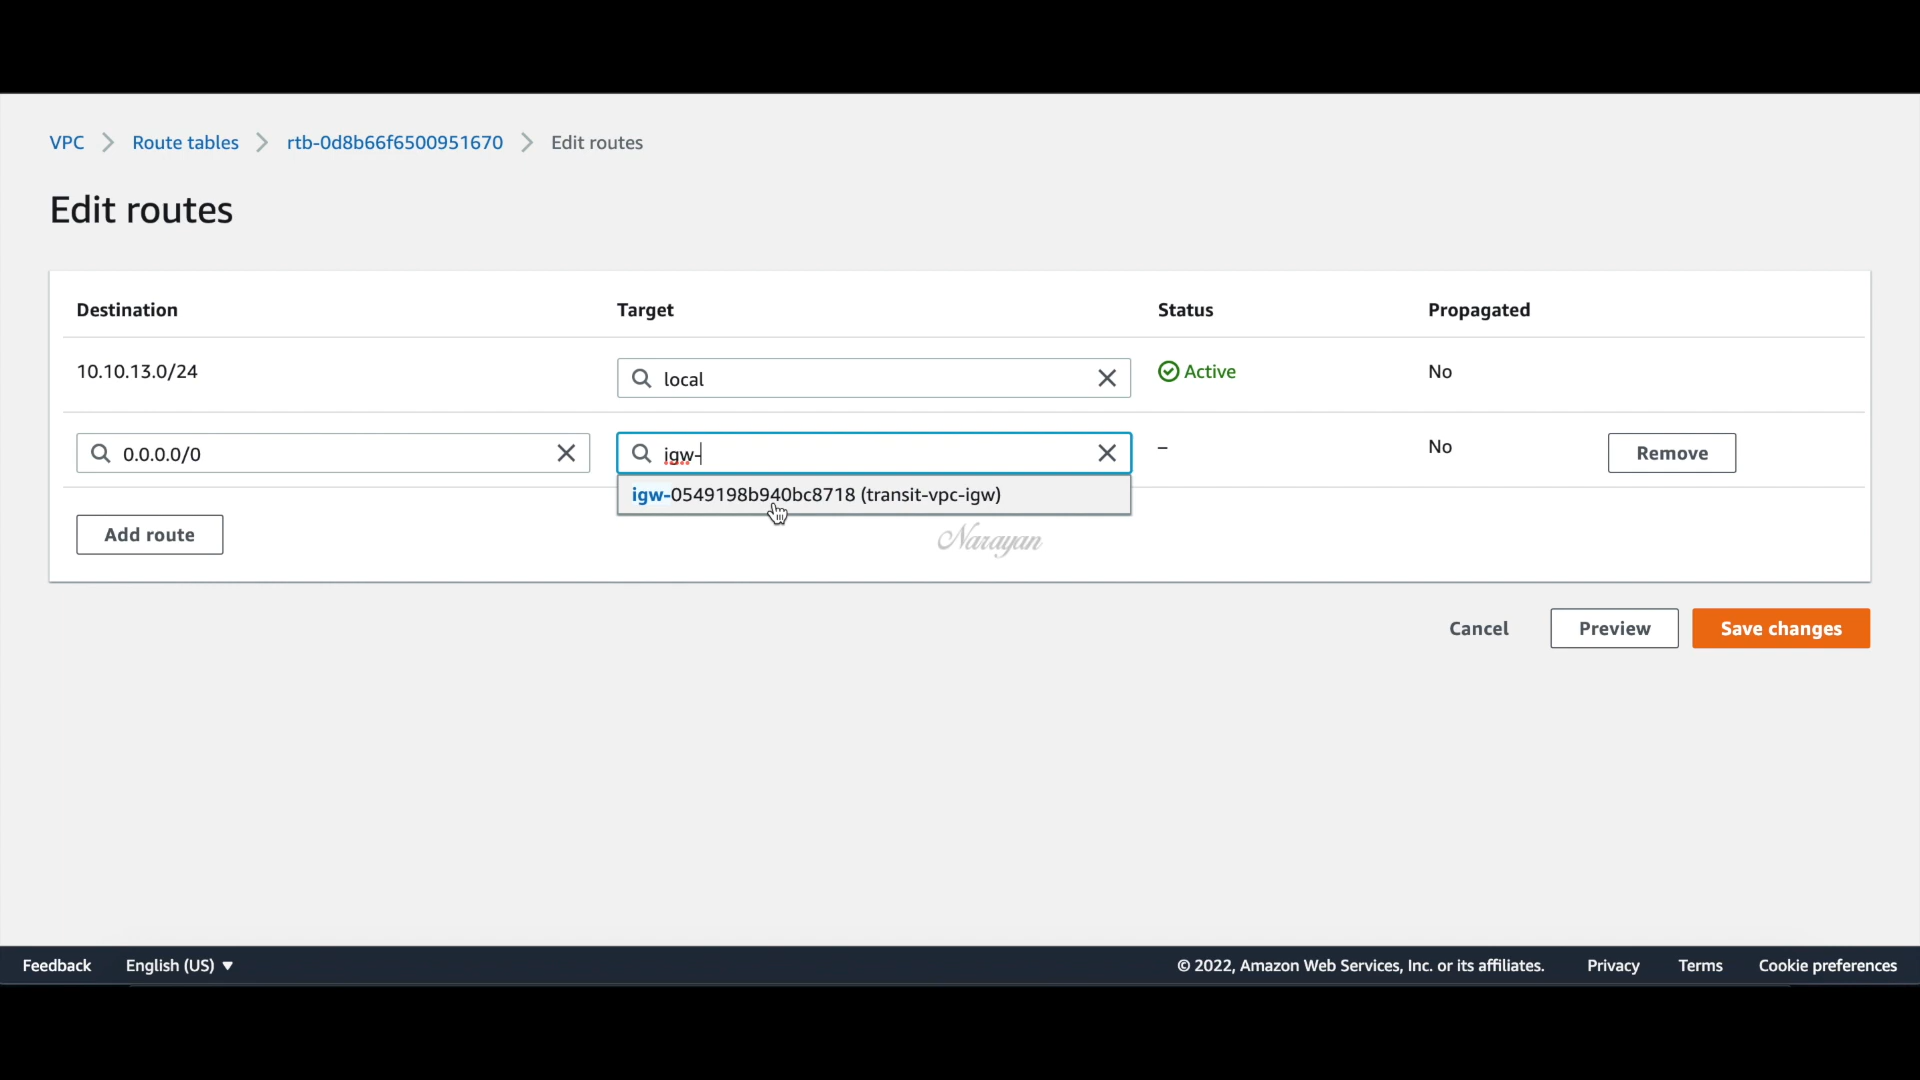 VPC Route tables rtb-0d8b66f6500951670 Edit routes
Edit routes
Destination Target Status Propagated
10.10.13.0/24 local Active No
0.0.0.0/0 igw- – No Remove
igw-0549198b940bc8718 (transit-vpc-igw)
Add route
Narayan
Cancel Preview Save changes
Feedback English (US) © 2022, Amazon Web Services, Inc. or its affiliates. Privacy Terms Cookie preferences